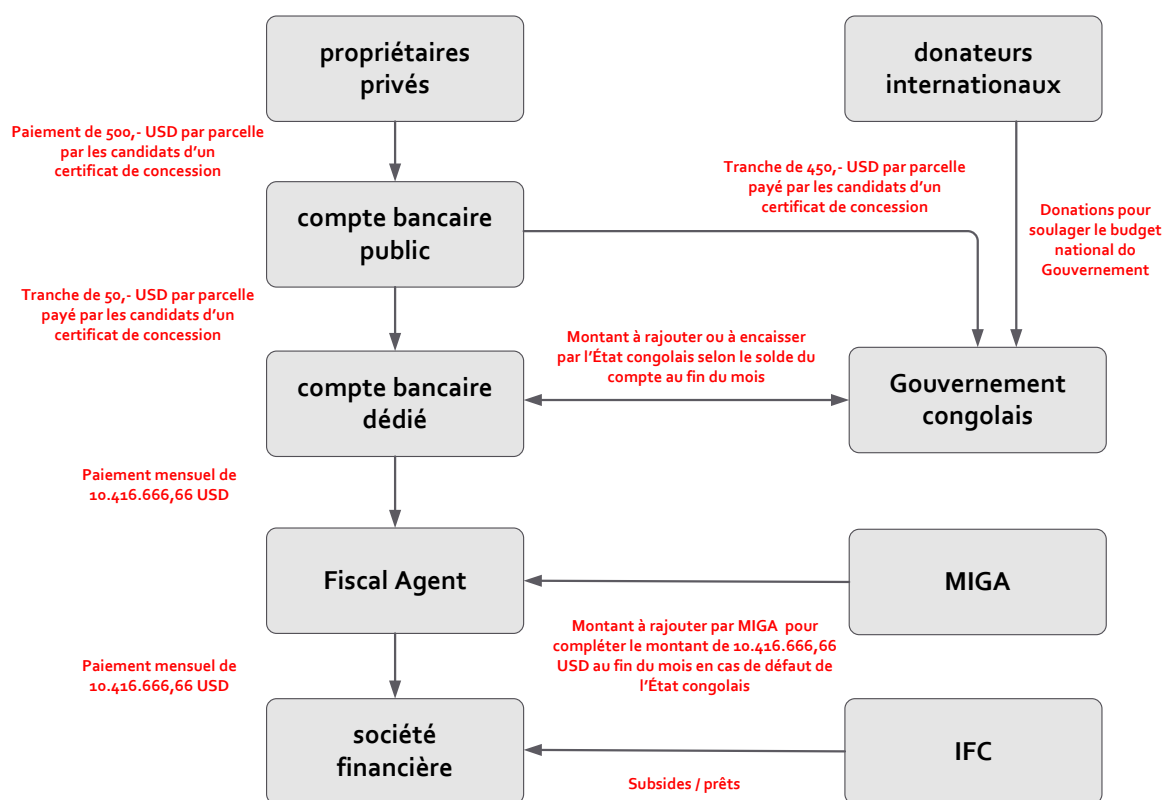 propriétaires
privés
donateurs
internationaux
Paiement de 500,- USD par parcelle
par les candidats d'un
certificat de concession
Tranche de 450,- USD par parcelle
payé par les candidats d'un
certificat de concession
compte bancaire
public
Donations pour
soulager le budget
national do
Gouvernement
Tranche de 50,- USD par parcelle
payé par les candidats d'un
certificat de concession
Montant à rajouter ou à encaisser
par l'État congolais selon le solde du
compte au fin du mois
compte bancaire
dédié
Gouvernement
congolais
Paiement mensuel de
10.416.666,66 USD
Fiscal Agent
MIGA
Montant à rajouter par MIGA pour
compléter le montant de 10.416.666,66
USD au fin du mois en cas de défaut de
l'État congolais
Paiement mensuel de
10.416.666,66 USD
société
financière
IFC
Subsides / prêts